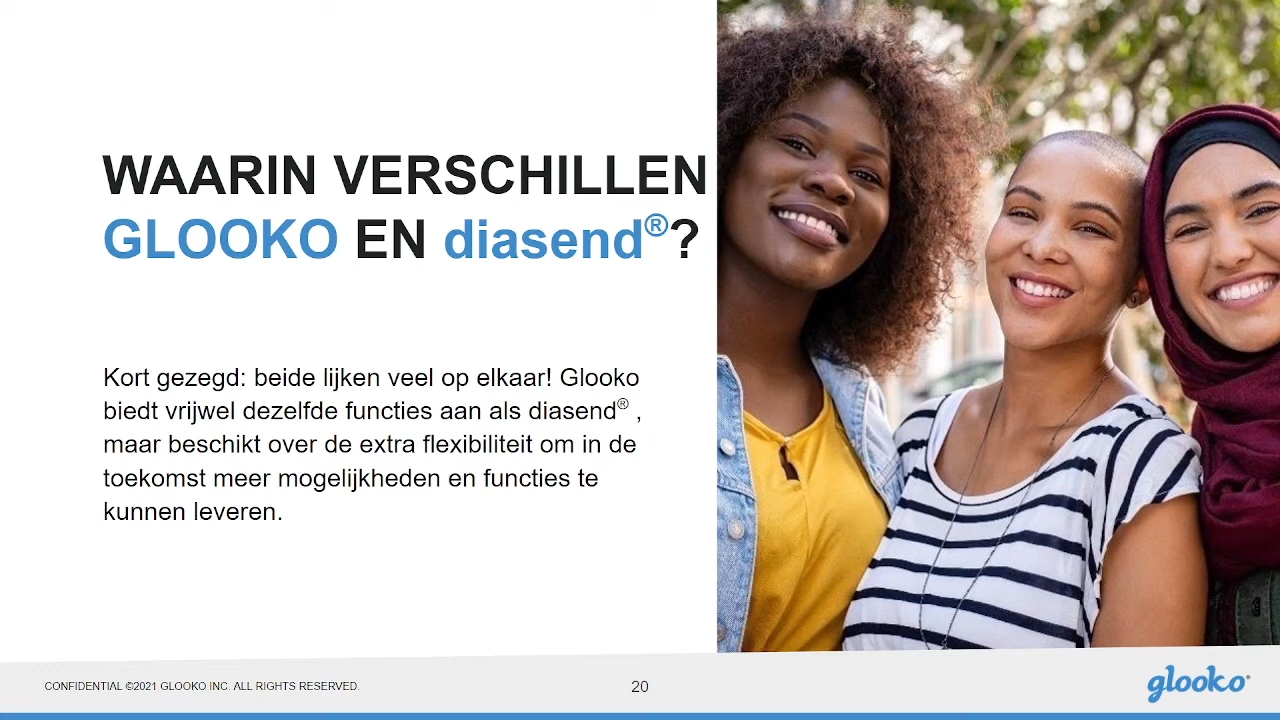 WAARIN VERSCHILLEN
GLOOKO EN diasend®?
Kort gezegd: beide lijken veel op elkaar! Glooko
biedt vrijwel dezelfde functies aan als diasend® ,
maar beschikt over de extra flexibiliteit om in de
toekomst meer mogelijkheden en functies te
kunnen leveren.
CONFIDENTIAL ©2021 GLOOKO INC. ALL RIGHTS RESERVED.
20
glooko®